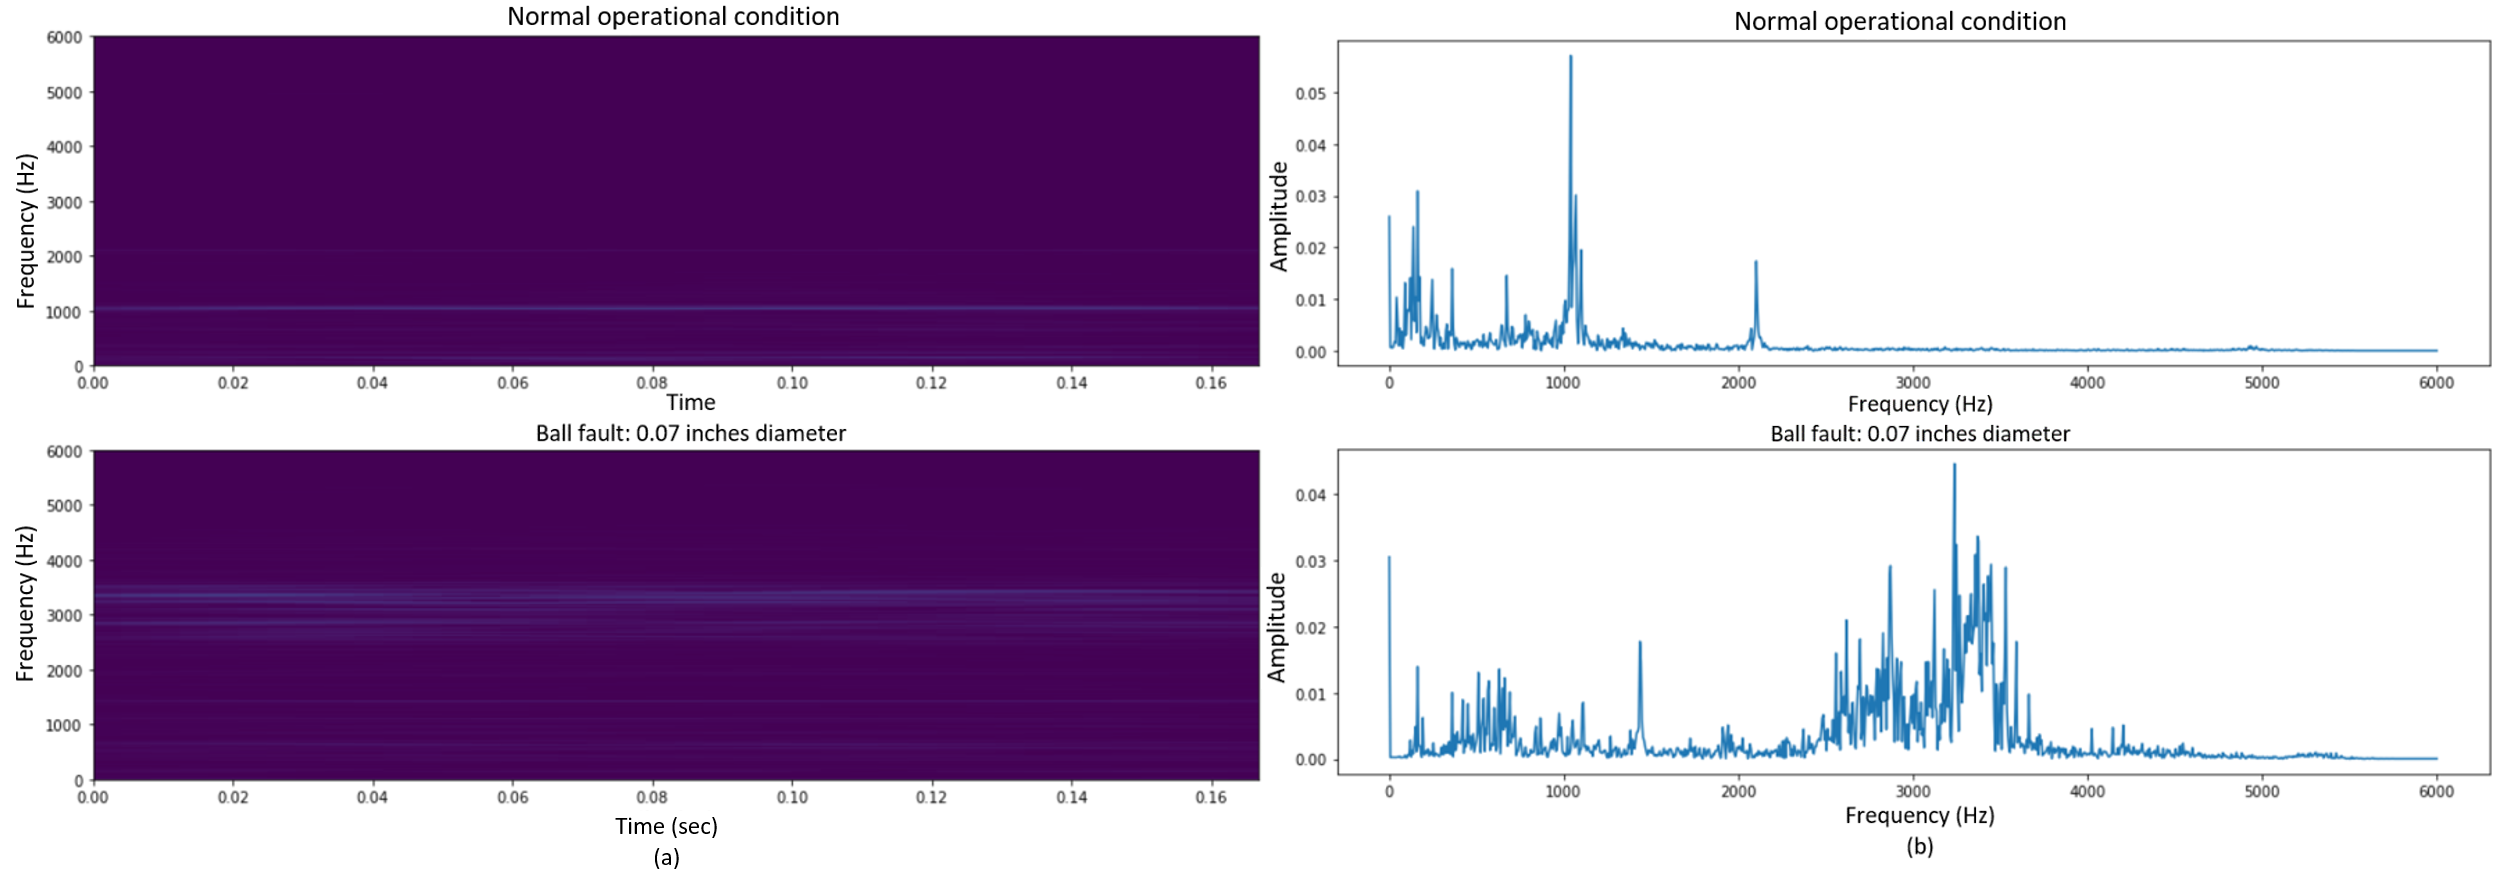 Normal operational condition
6000
5000
4000
3000
2000
1000
0
Frequency (Hz)
0.00 0.02 0.04 0.06 0.08 0.10 0.12 0.14 0.16
Time
Normal operational condition
0.05
0.04
0.03
0.02
0.01
0.00
Amplitude
0 1000 2000 3000 4000 5000 6000
Frequency (Hz)
Ball fault: 0.07 inches diameter
6000
5000
4000
3000
2000
1000
0
Frequency (Hz)
0.00 0.02 0.04 0.06 0.08 0.10 0.12 0.14 0.16
Time (sec)
(a)
Ball fault: 0.07 inches diameter
0.04
0.03
0.02
0.01
0.00
Amplitude
0 1000 2000 3000 4000 5000 6000
Frequency (Hz)
(b)